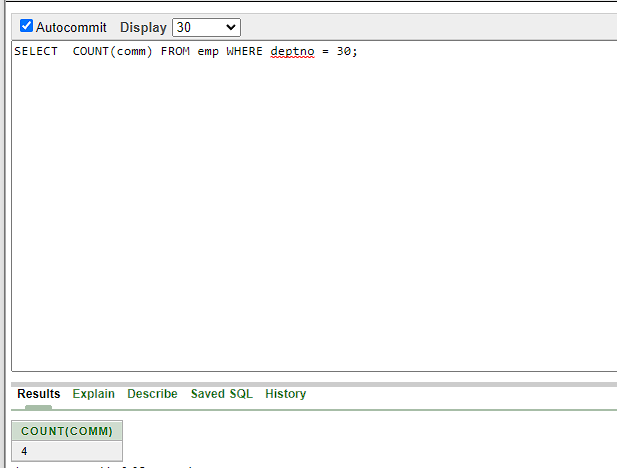 Autocommit Display 30
SELECT  COUNT(comm) FROM emp WHERE deptno = 30;
Results Explain Describe Saved SQL History
COUNT(COMM)
4